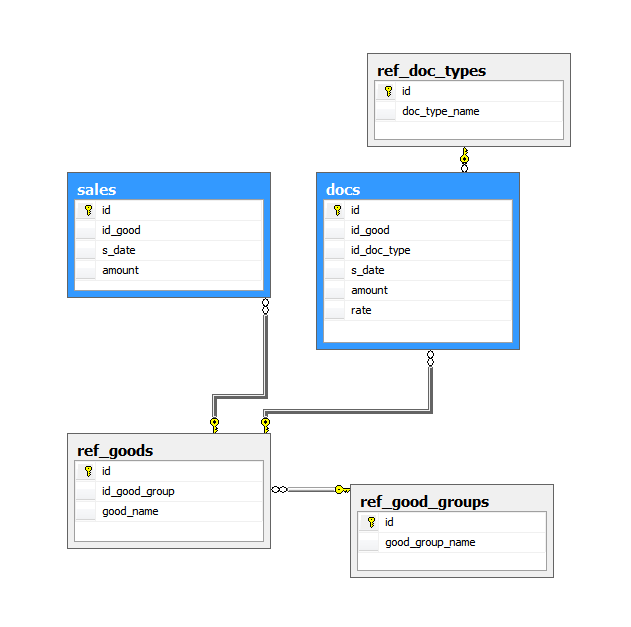 ref_doc_types
id
doc_type_name
sales
id
id_good
s_date
amount
docs
id
id_good
id_doc_type
s_date
amount
rate
ref_goods
id
id_good_group
good_name
ref_good_groups
id
good_group_name